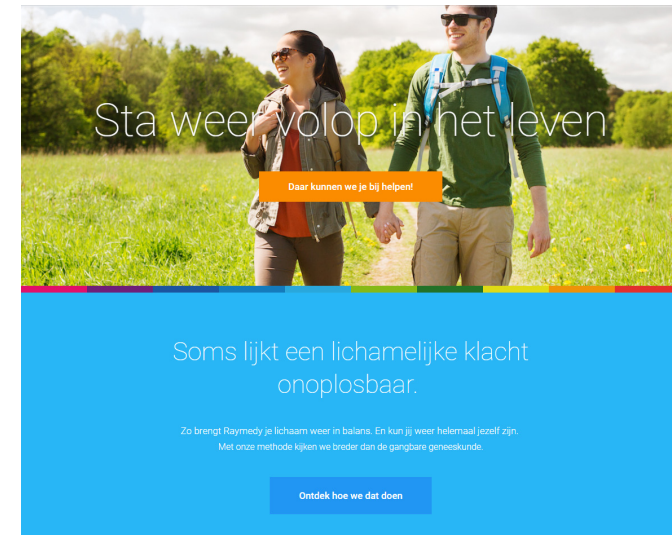 Sta weer volop in het leven
Daar kunnen we je bij helpen!
Soms lijkt een lichamelijke klacht
onoplosbaar.
Zo brengt Raymedy je lichaam weer in balans. En kun jij weer helemaal jezelf zijn.
Met onze methode kijken we breder dan de gangbare geneeskunde.
Ontdek hoe we dat doen